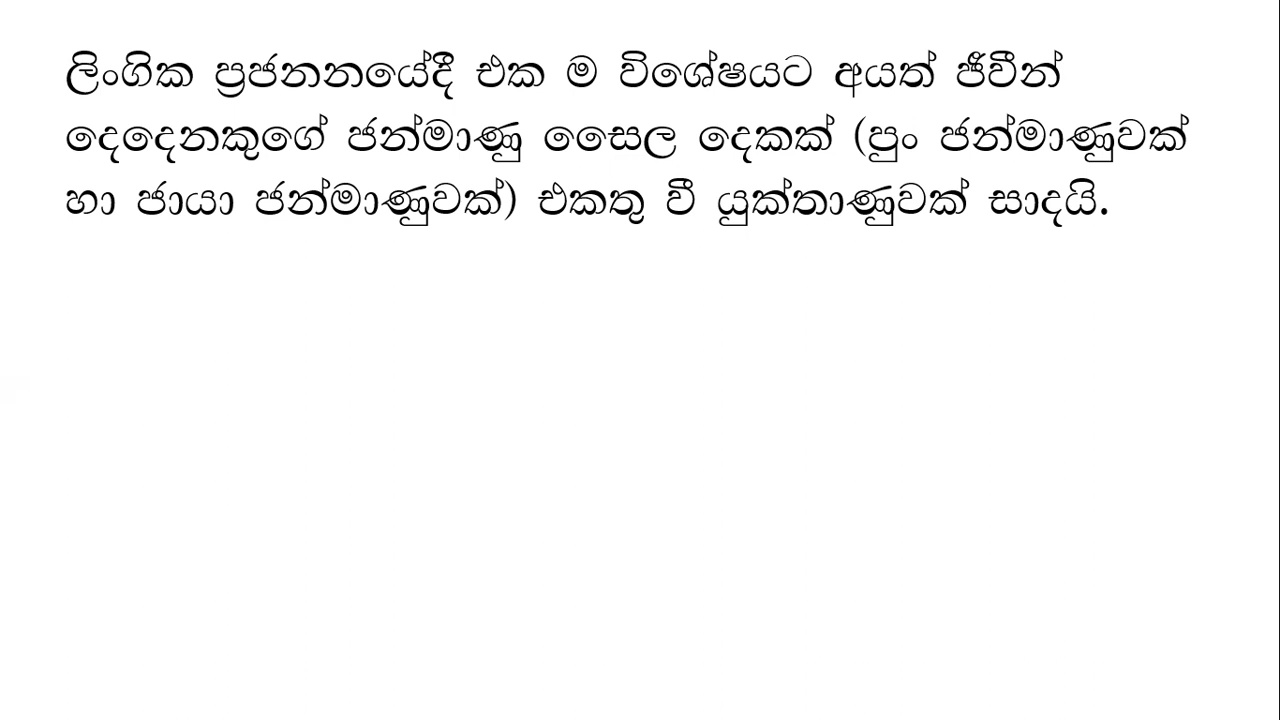 ලිංගික ප්‍රජනනයේදී එක ම විශේෂයට අයත් ජීවීන්
දෙදෙනකුගේ ජන්මාණු සෛල දෙකක් (පුං ජන්මාණුවක්
හා ජායා ජන්මාණුවක්) එකතු වී යුක්තාණුවක් සාදයි.